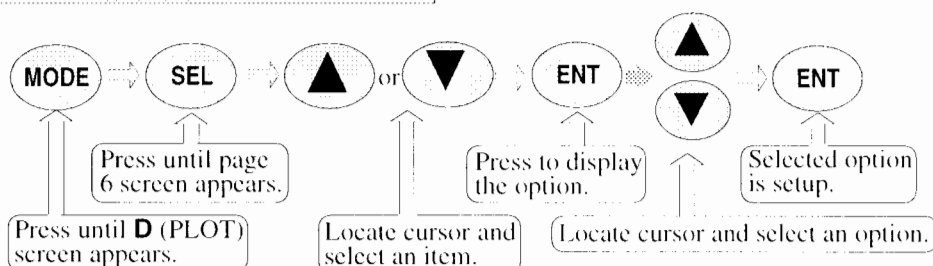 MODE SEL or ENT ENT
Press until page
6 screen appears.
Press to display
the option.
Selected option
is setup.
Press until D (PLOT)
screen appears.
Locate cursor and
select an item.
Locate cursor and select an option.